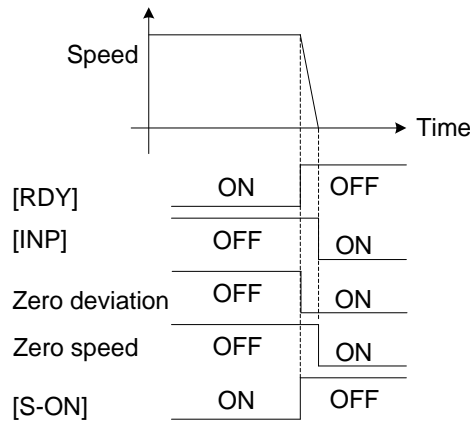 Speed
Time
[RDY] ON OFF
[INP] OFF ON
Zero deviation OFF ON
Zero speed OFF ON
[S-ON] ON OFF